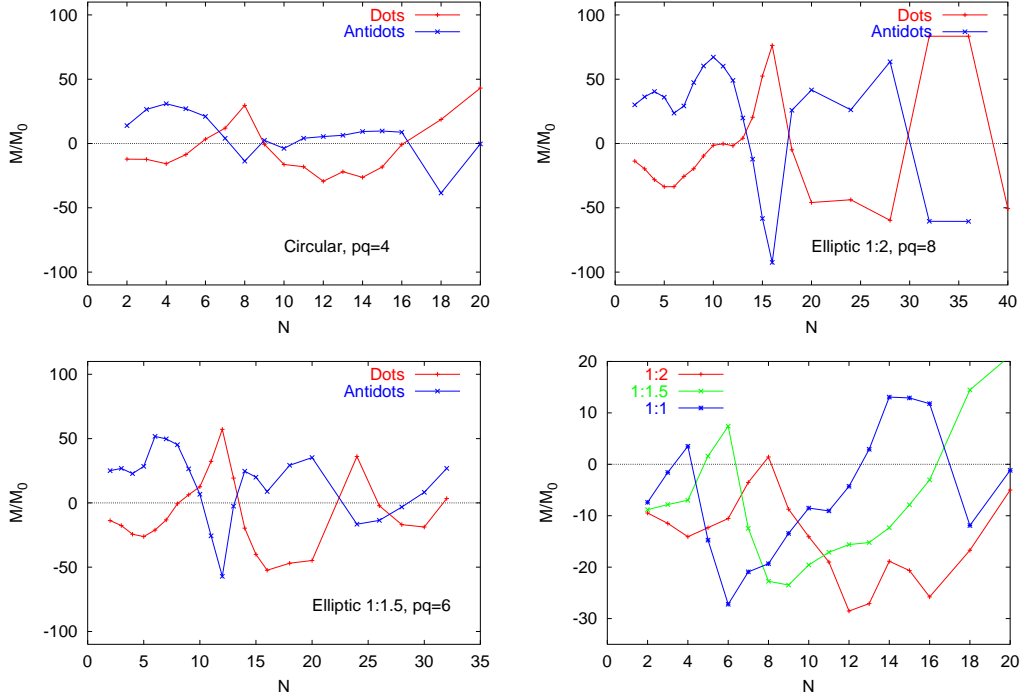 100
50
0
-50
-100
M/M0
Dots
Antidots
Circular, pq=4
0 2 4 6 8 10 12 14 16 18 20
N
100
50
0
-50
-100
M/M0
Dots
Antidots
Elliptic 1:2, pq=8
0 5 10 15 20 25 30 35 40
N
100
50
0
-50
-100
M/M0
Dots
Antidots
Elliptic 1:1.5, pq=6
0 5 10 15 20 25 30 35
N
20
10
0
-10
-20
-30
M/M0
1:2
1:1.5
1:1
0 2 4 6 8 10 12 14 16 18 20
N